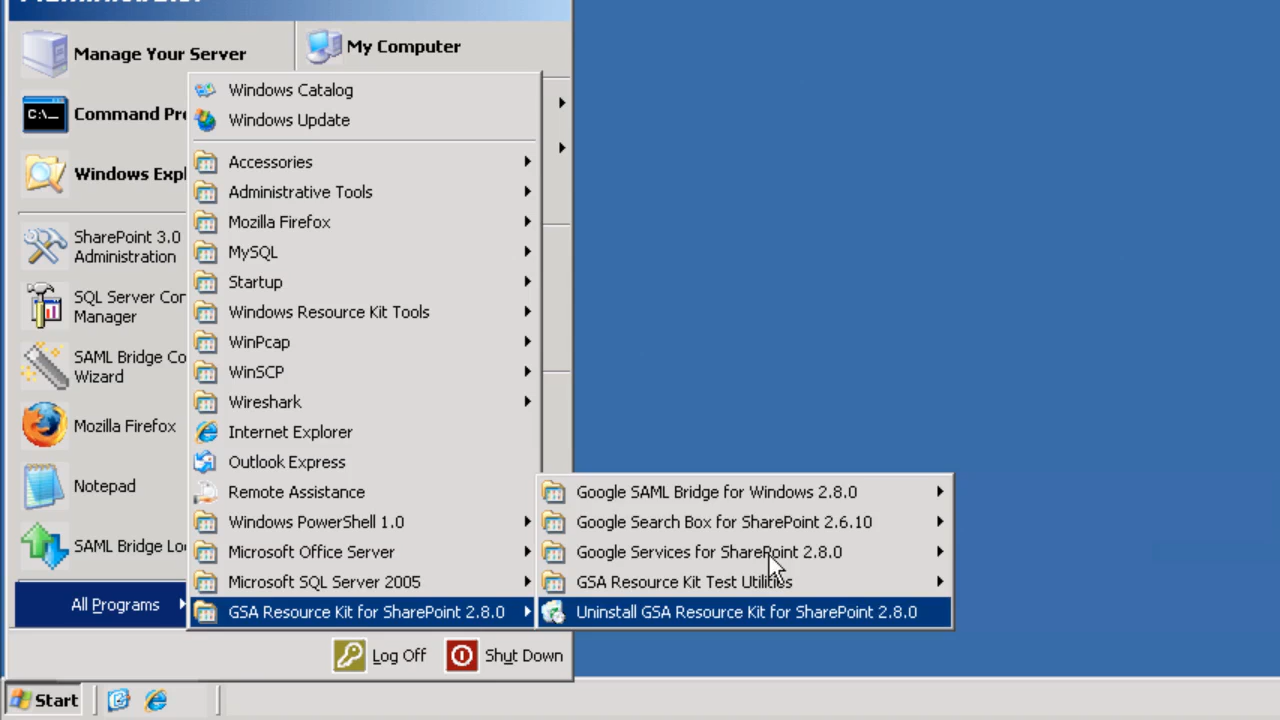 Manage Your Server
My Computer
Command Pr
Windows Expl
SharePoint 3.0
Administration
SQL Server Con
Manager
SAML Bridge Co
Wizard
Mozilla Firefox
Notepad
SAML Bridge Lo
All Programs
Windows Catalog
Windows Update
Accessories
Administrative Tools
Mozilla Firefox
MySQL
Startup
Windows Resource Kit Tools
WinPcap
WinSCP
Wireshark
Internet Explorer
Outlook Express
Remote Assistance
Windows PowerShell 1.0
Microsoft Office Server
Microsoft SQL Server 2005
GSA Resource Kit for SharePoint 2.8.0
Google SAML Bridge for Windows 2.8.0
Google Search Box for SharePoint 2.6.10
Google Services for SharePoint 2.8.0
GSA Resource Kit Test Utilities
Uninstall GSA Resource Kit for SharePoint 2.8.0
Log Off
Shut Down
Start